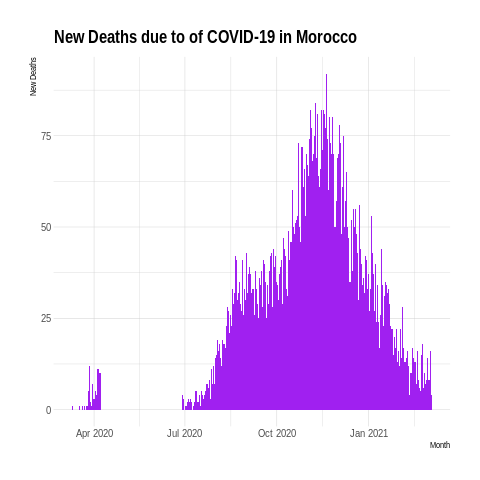 New Deaths due to of COVID-19 in Morocco
New Deaths
75
50
25
0
Apr 2020
Jul 2020
Oct 2020
Jan 2021
Month